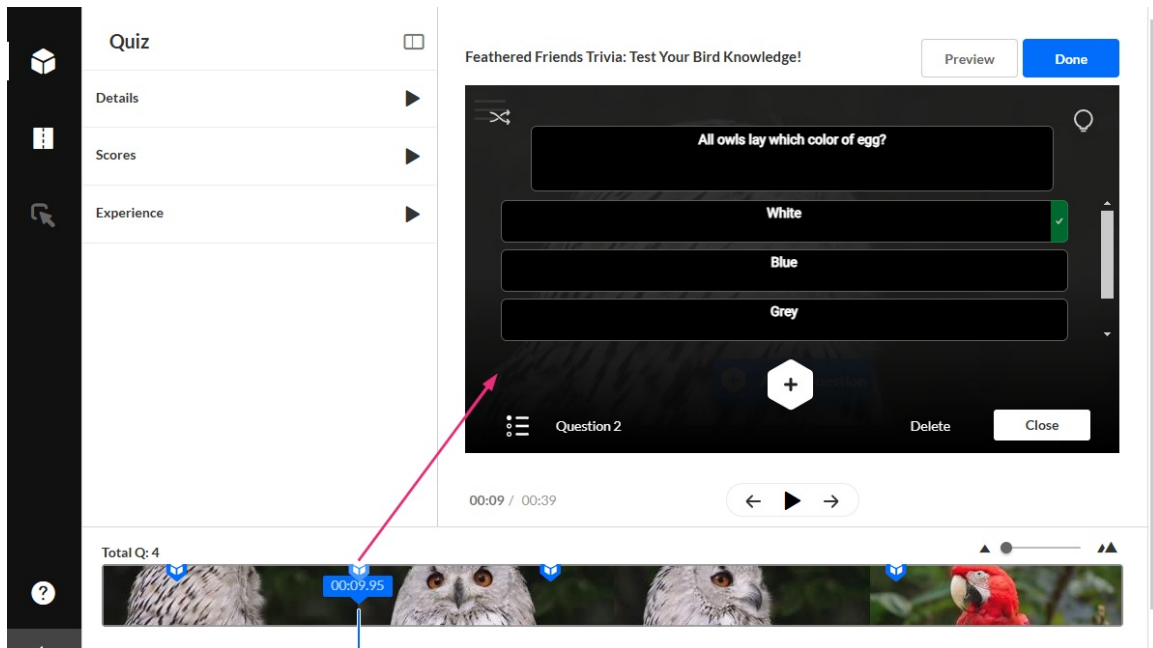 Quiz
Details
Scores
Experience
Feathered Friends Trivia: Test Your Bird Knowledge!
Preview
Done
All owls lay which color of egg?
White
Blue
Grey
Question 2
Delete
Close
00:09 / 00:39
Total Q: 4
00:09.95
?